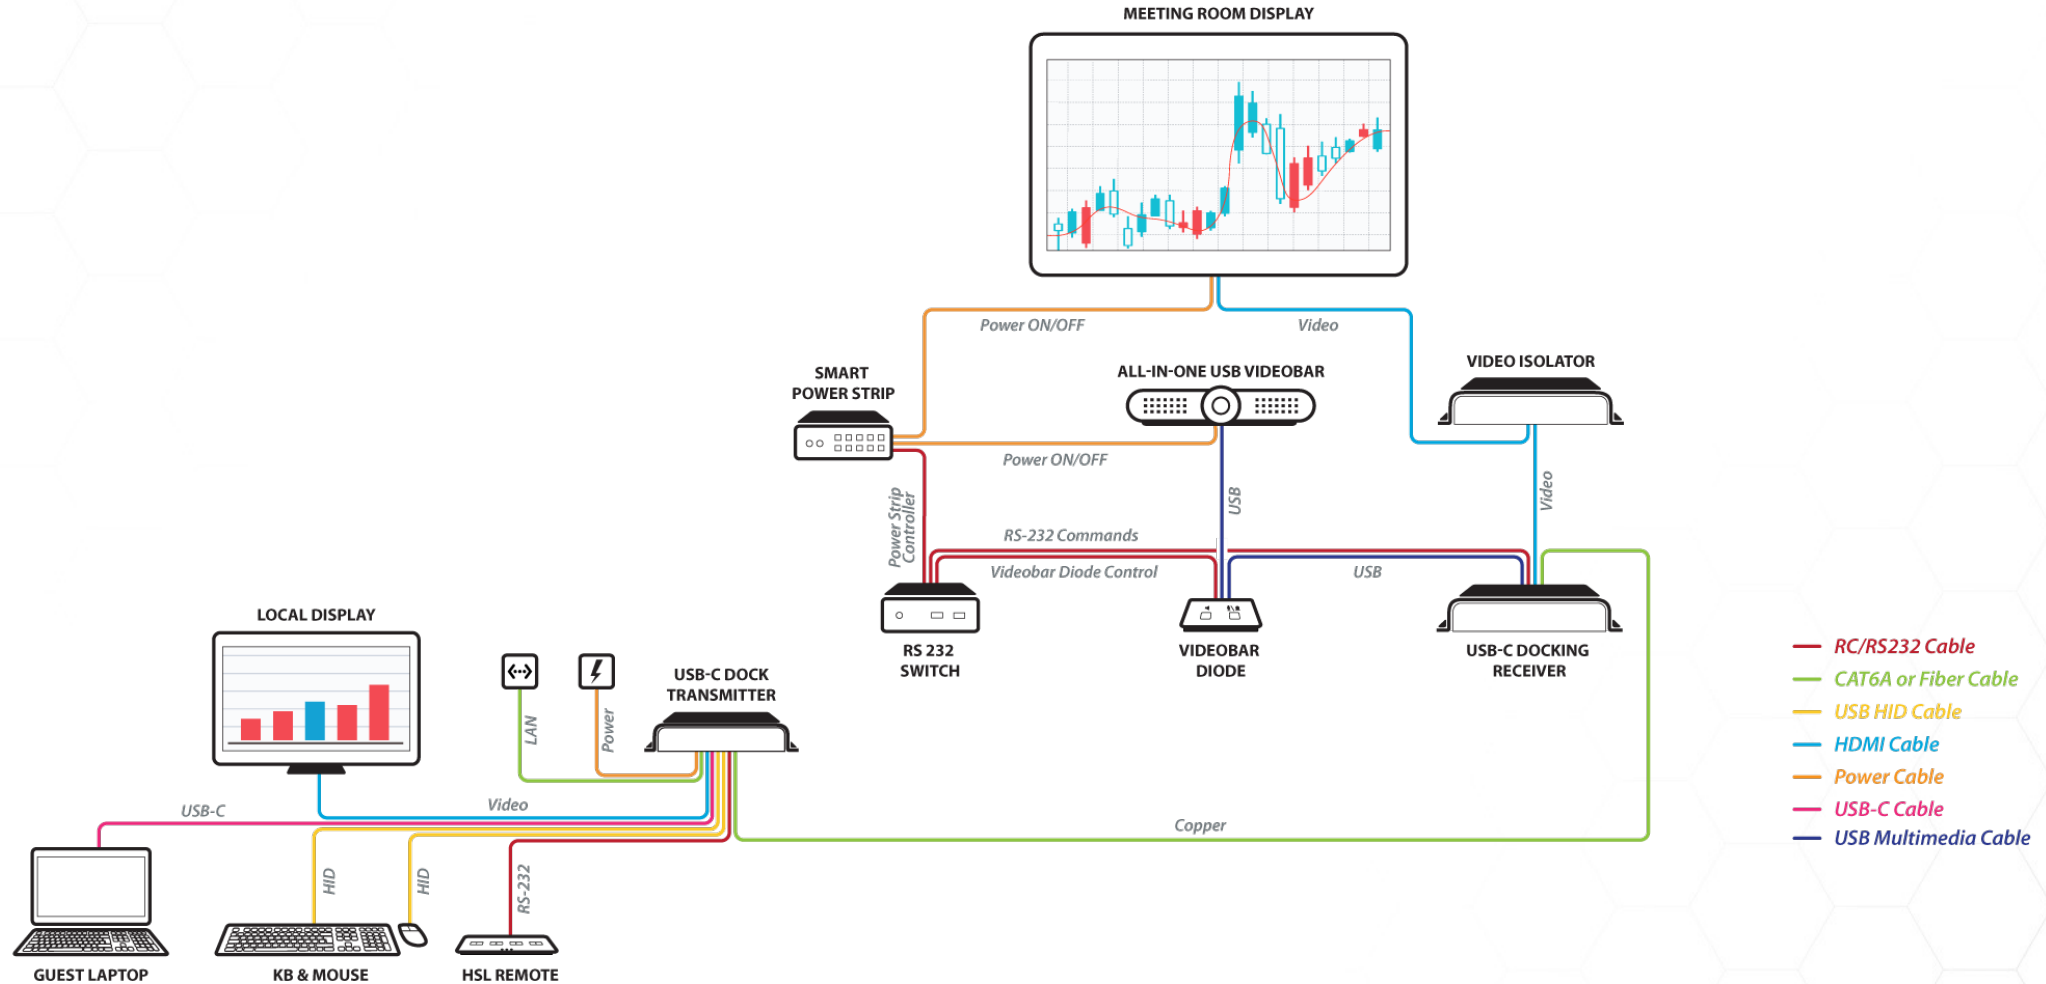 MEETING ROOM DISPLAY
Power ON/OFF
Video
SMART
POWER STRIP
ALL-IN-ONE USB VIDEOBAR
VIDEO ISOLATOR
Power ON/OFF
Power Strip
Controller
USB
Video
RS-232 Commands
Videobar Diode Control
USB
RS 232
SWITCH
VIDEOBAR
DIODE
USB-C DOCKING
RECEIVER
LOCAL DISPLAY
USB-C DOCK
TRANSMITTER
LAN
Power
USB-C
Video
Copper
HID
HID
RS-232
GUEST LAPTOP
KB & MOUSE
HSL REMOTE
RC/RS232 Cable
CAT6A or Fiber Cable
USB HID Cable
HDMI Cable
Power Cable
USB-C Cable
USB Multimedia Cable